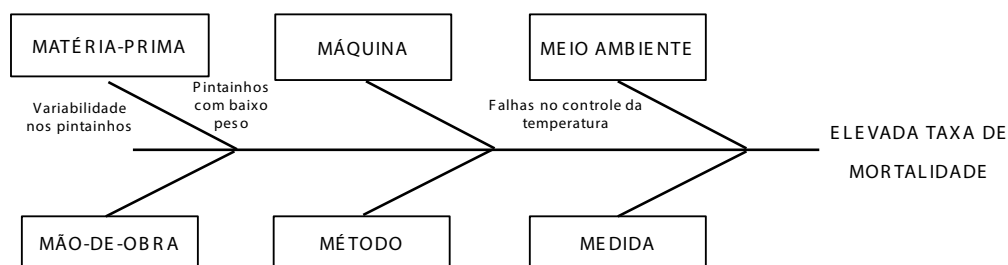 MATÉRIA-PRIMA
MÁQUINA
MEIO AMBIENTE
Variabilidade
nos pintainhos
Pintainhos
com baixo
peso
Falhas no controle da
temperatura
ELEVADA TAXA DE
MORTALIDADE
MÃO-DE-OBRA
MÉTODO
MEDIDA